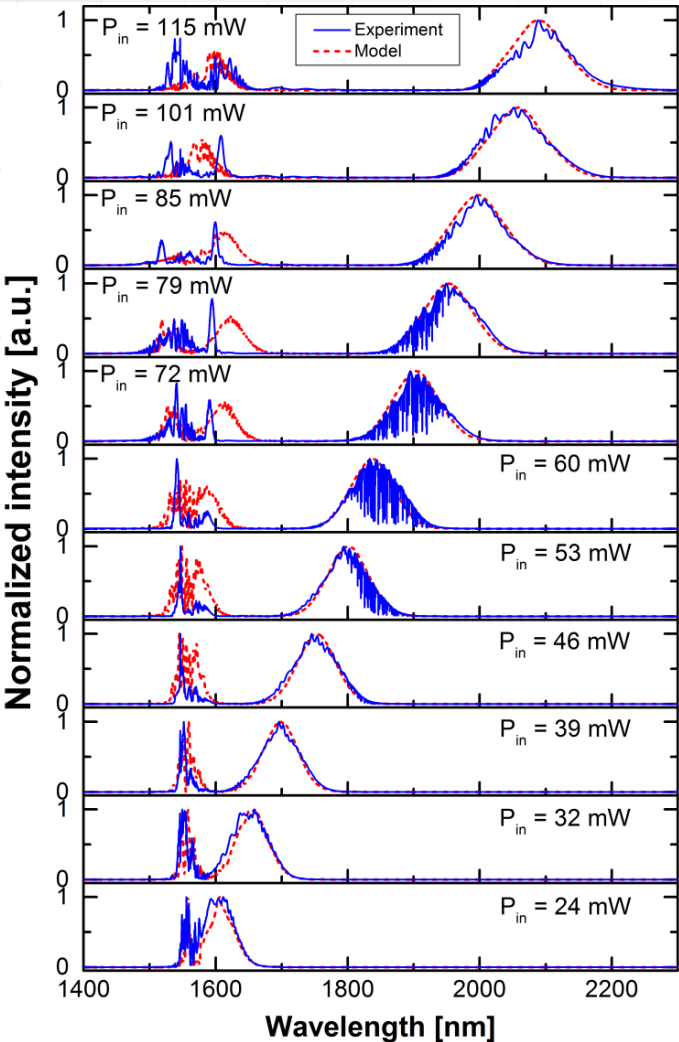 P_in = 115 mW
Experiment
Model
1
0
P_in = 101 mW
1
0
P_in = 85 mW
1
0
P_in = 79 mW
1
0
P_in = 72 mW
1
0
P_in = 60 mW
1
0
P_in = 53 mW
1
0
P_in = 46 mW
1
0
P_in = 39 mW
1
0
P_in = 32 mW
1
0
P_in = 24 mW
1
0
Normalized intensity [a.u.]
1400 1600 1800 2000 2200
Wavelength [nm]